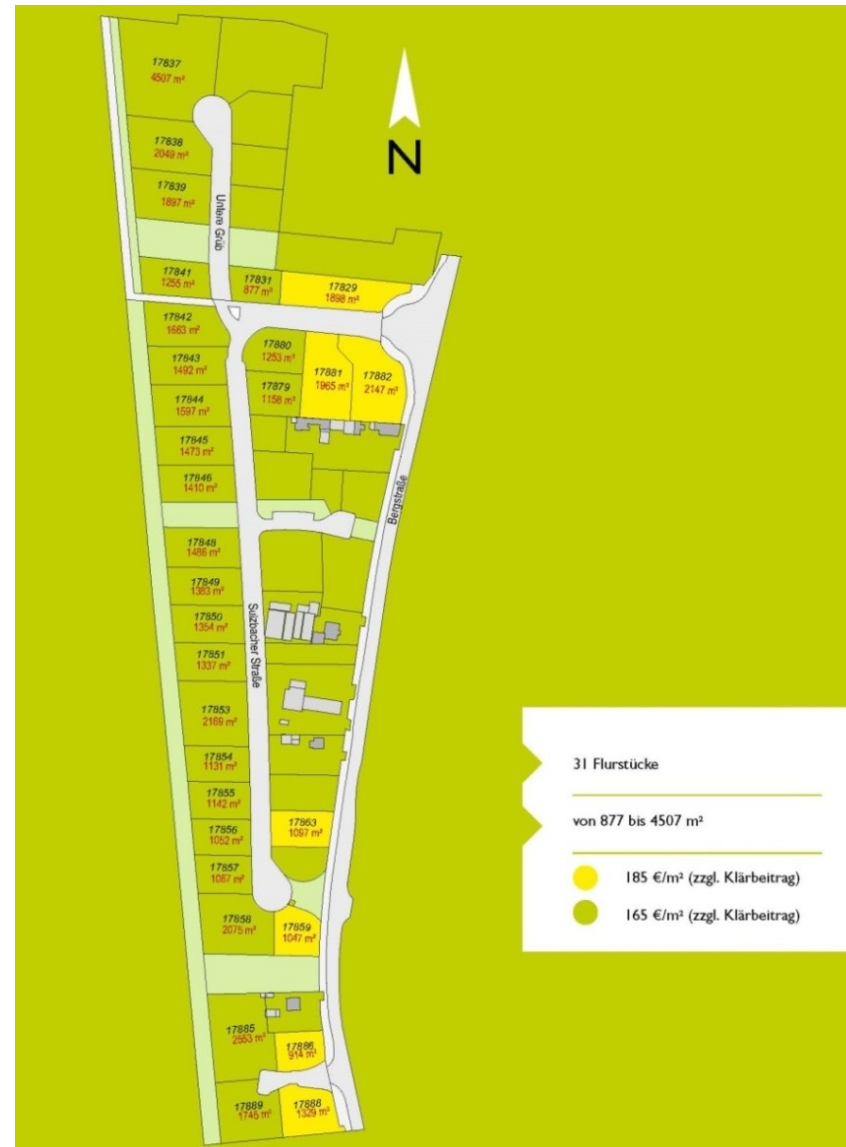 17837
4507 m²
N
17838
2049 m²
17839
1897 m²
Untere Grüb
17841
1255 m²
17831
877 m²
17829
1898 m²
17842
1663 m²
17880
1253 m²
17881
1965 m²
17882
2147 m²
17843
1492 m²
17879
1158 m²
17844
1597 m²
17845
1473 m²
17846
1410 m²
Bergstraße
17848
1486 m²
17849
1383 m²
17850
1354 m²
Sulzbacher Straße
17851
1337 m²
17853
2169 m²
17854
1131 m²
17855
1142 m²
17863
1097 m²
17856
1052 m²
17857
1067 m²
17858
2075 m²
17859
1047 m²
17885
2553 m²
17886
914 m²
17889
1745 m²
17888
1329 m²
31 Flurstücke
von 877 bis 4507 m²
185 €/m² (zzgl. Klärbeitrag)
165 €/m² (zzgl. Klärbeitrag)